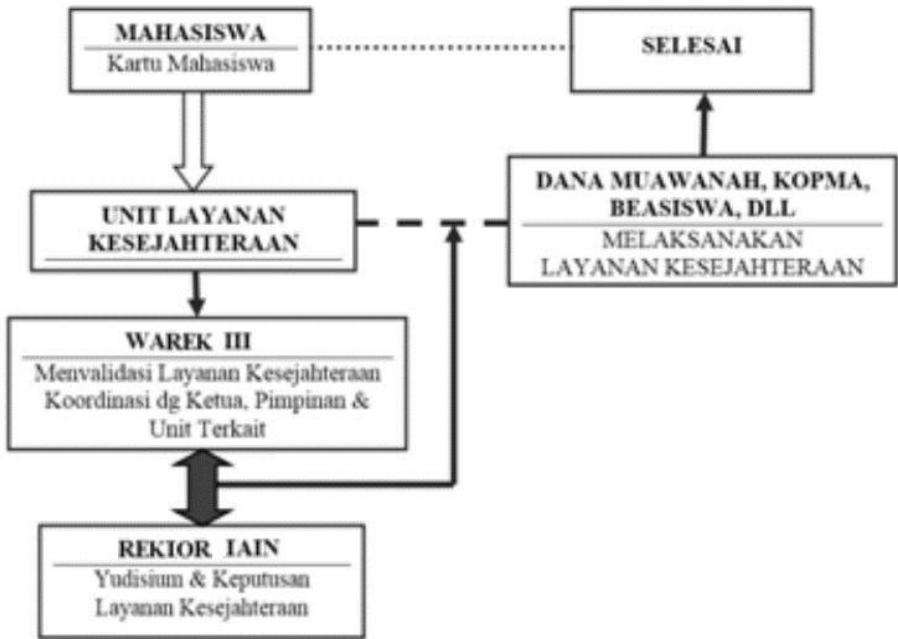 MAHASISWA
Kartu Mahasiswa
SELESAI
UNIT LAYANAN
KESEJAHTERAAN
DANA MUAWANAH, KOPMA,
BEASISWA, DLL
MELAKSANAKAN
LAYANAN KESEJAHTERAAN
WAREK III
Menvalidasi Layanan Kesejahteraan
Koordinasi dg Ketua, Pimpinan &
Unit Terkait
REKIOR IAIN
Yudisium & Keputusan
Layanan Kesejahteraan